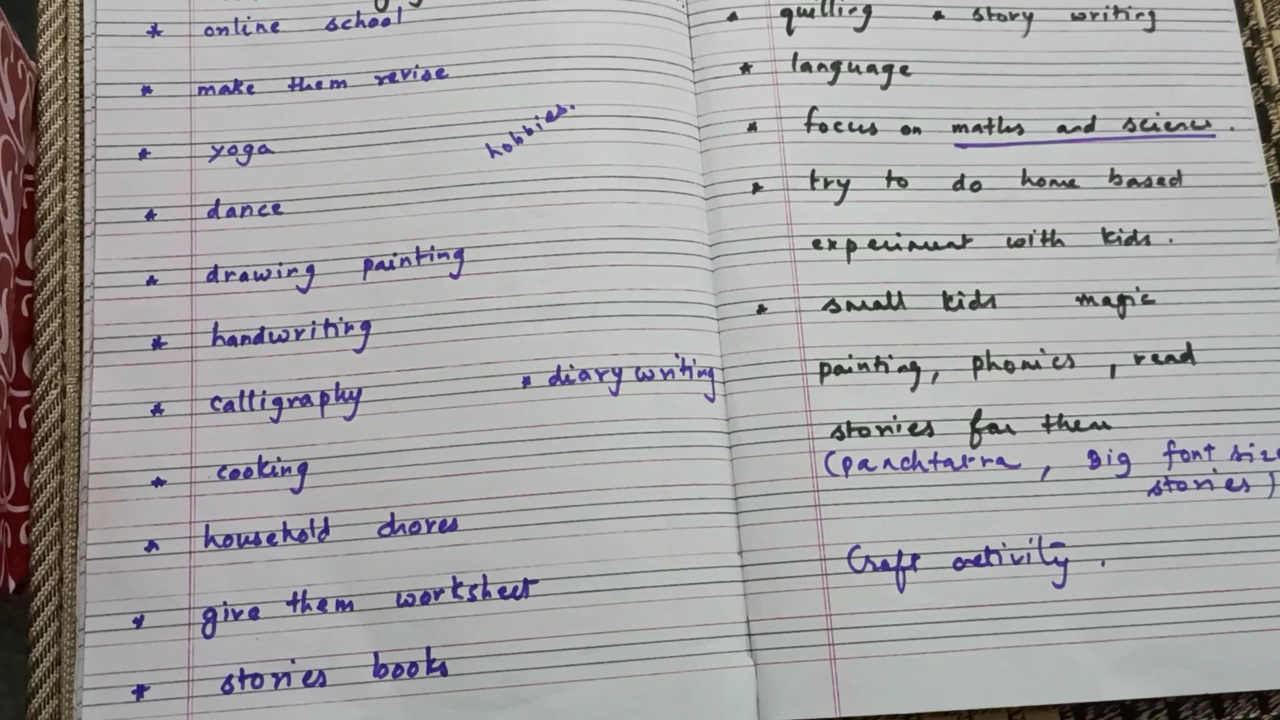 * online school
* make them revise
* yoga
hobbies.
* dance
* drawing painting
* handwriting
* calligraphy
* diary writing
* cooking
* household chores
* give them worksheet
* stories books
* quilling * story writing
* language
* focus on maths and science.
* try to do home based
experiment with kids.
* small kids magic
painting, phonics, read
stories for them
(panchtatra, Big font size
stories)
Craft activity.